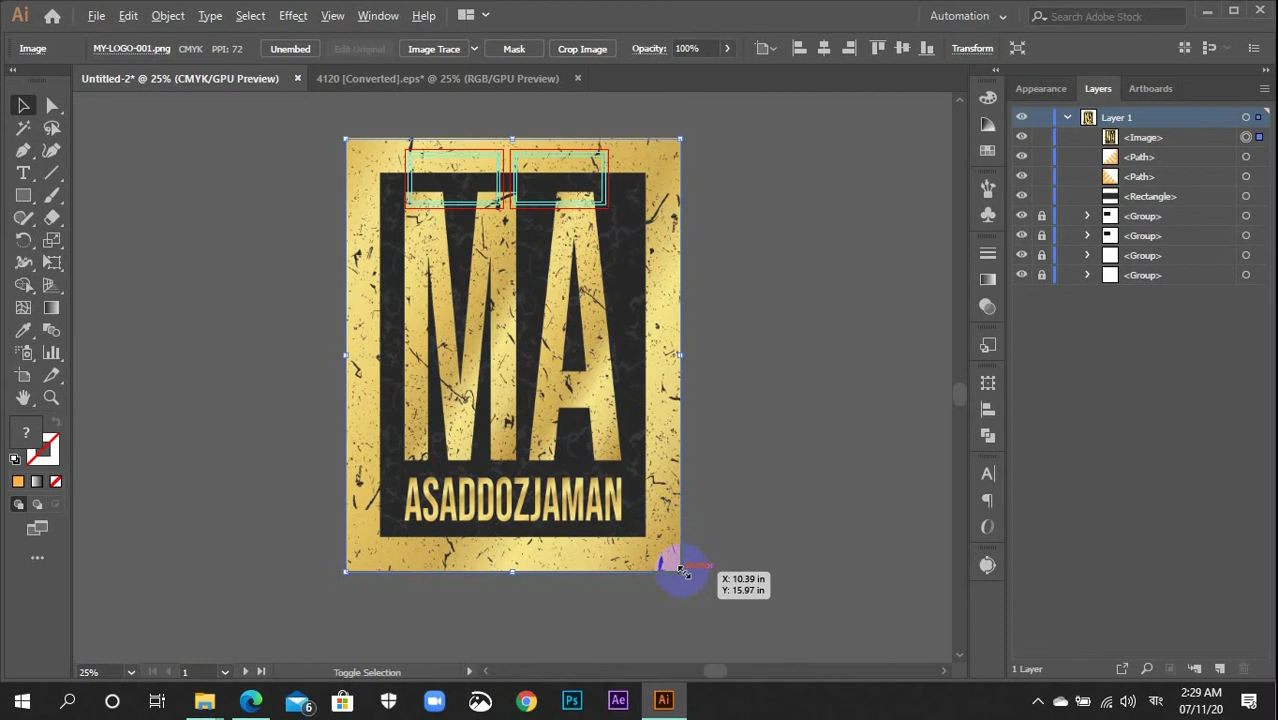 Ai File Edit Object Type Select Effect View Window Help Automation Search Adobe Stock
Image MY-LOGO-001.png CMYK PPI: 72 Unembed Edit Original Image Trace Mask Crop Image Opacity: 100% Transform
Untitled-2* @ 25% (CMYK/GPU Preview) × 4120 [Converted].eps* @ 25% (RGB/GPU Preview) ×
Appearance Layers Artboards
Layer 1
<Image>
<Path>
<Path>
<Rectangle>
<Group>
<Group>
<Group>
<Group>
MA
ASADDOZJAMAN
X: 10.39 in
Y: 15.97 in
25% 1 Toggle Selection
1 Layer
6 Ps Ae Ai বাং 2:29 AM
07/11/20